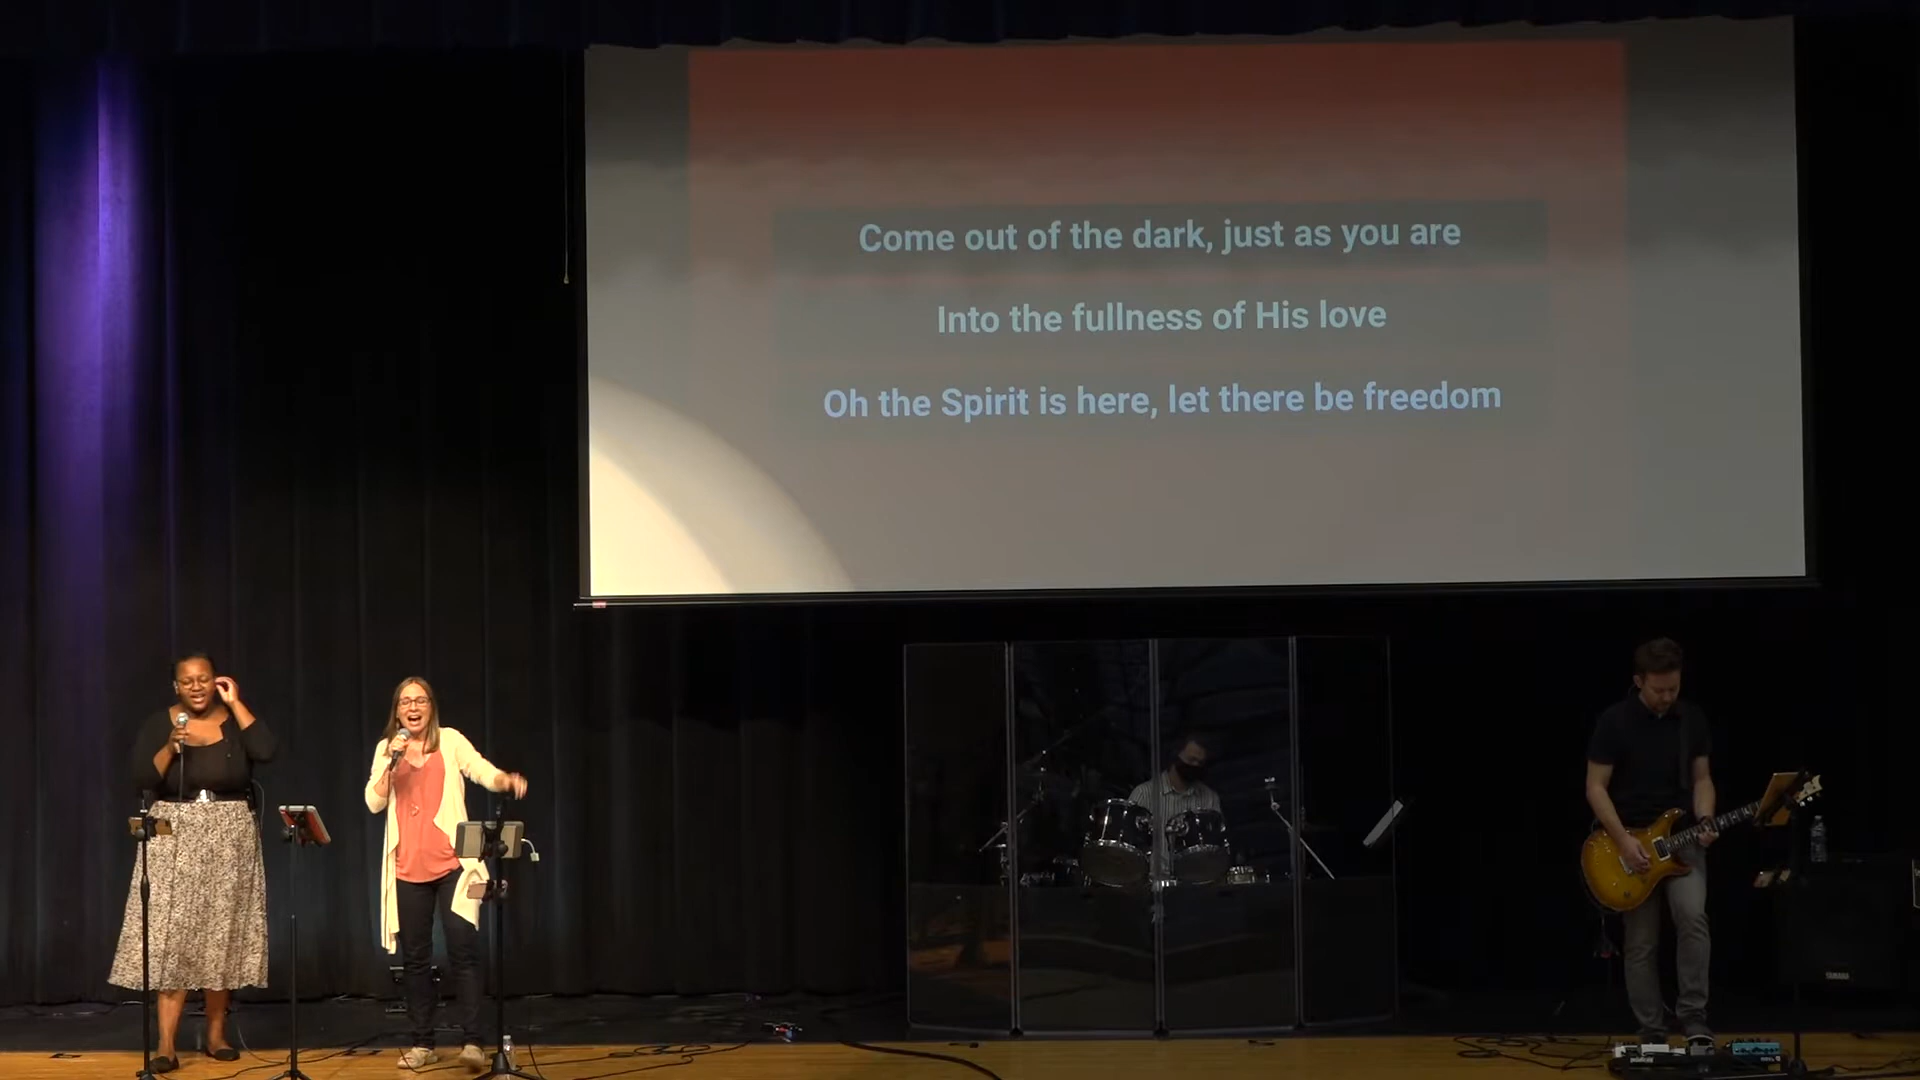 Come out of the dark, just as you are
Into the fullness of His love
Oh the Spirit is here, let there be freedom
YAMAHA